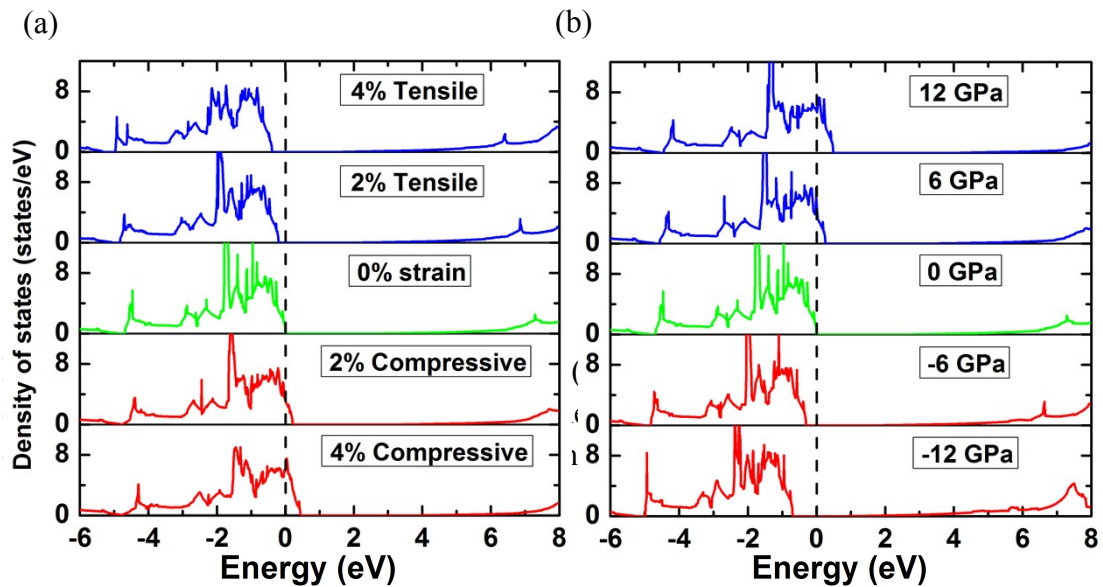 (a)
(b)
Density of states (states/eV)
8
0
8
0
8
0
8
0
8
0
4% Tensile
2% Tensile
0% strain
2% Compressive
4% Compressive
-6 -4 -2 0 2 4 6 8
Energy (eV)
8
0
8
0
8
0
8
0
8
0
12 GPa
6 GPa
0 GPa
-6 GPa
-12 GPa
-6 -4 -2 0 2 4 6 8
Energy (eV)